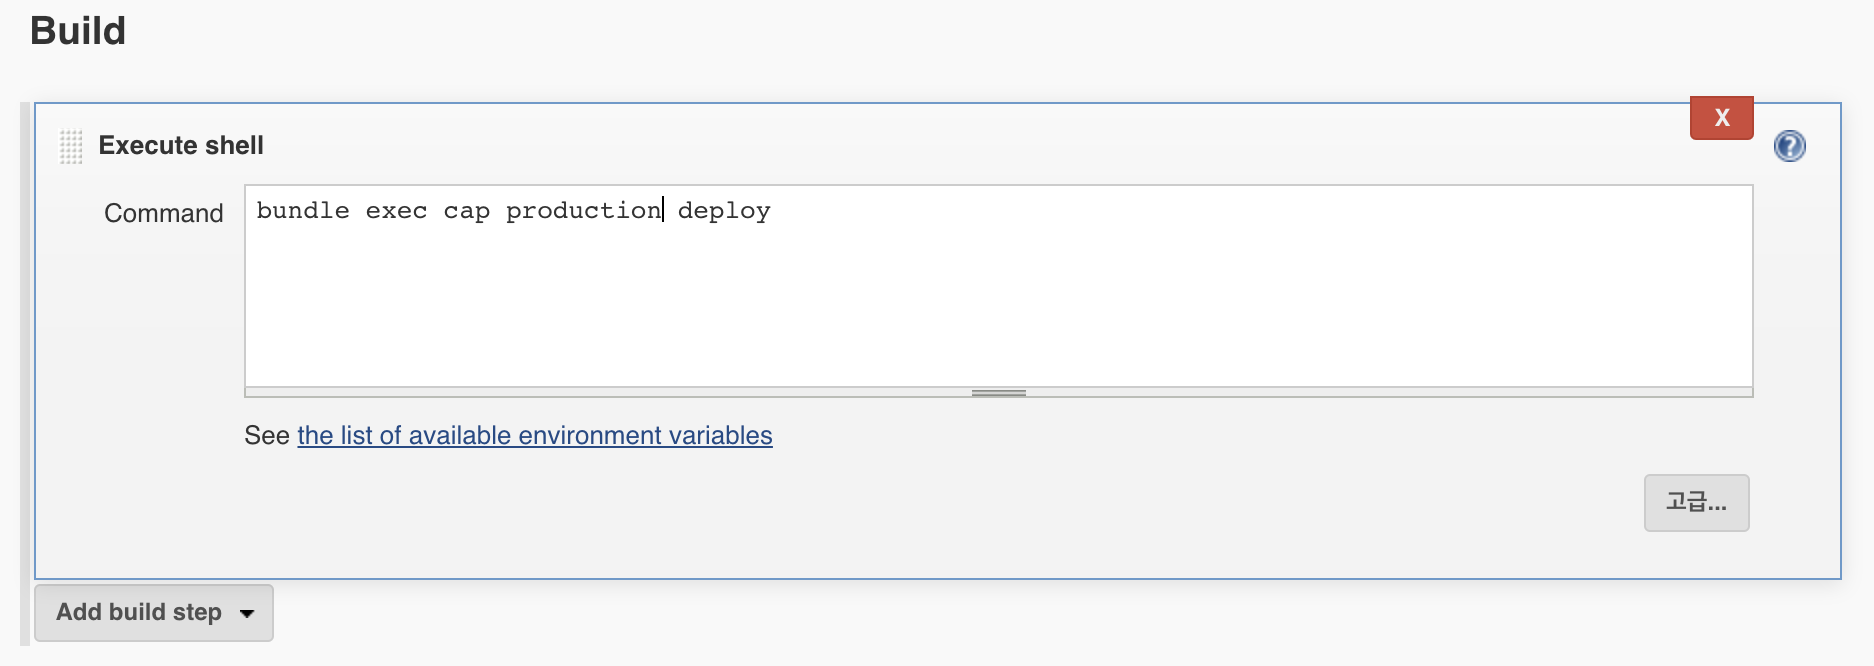 Build
X
Execute shell
?
Command
bundle exec cap production deploy
See the list of available environment variables
고급...
Add build step